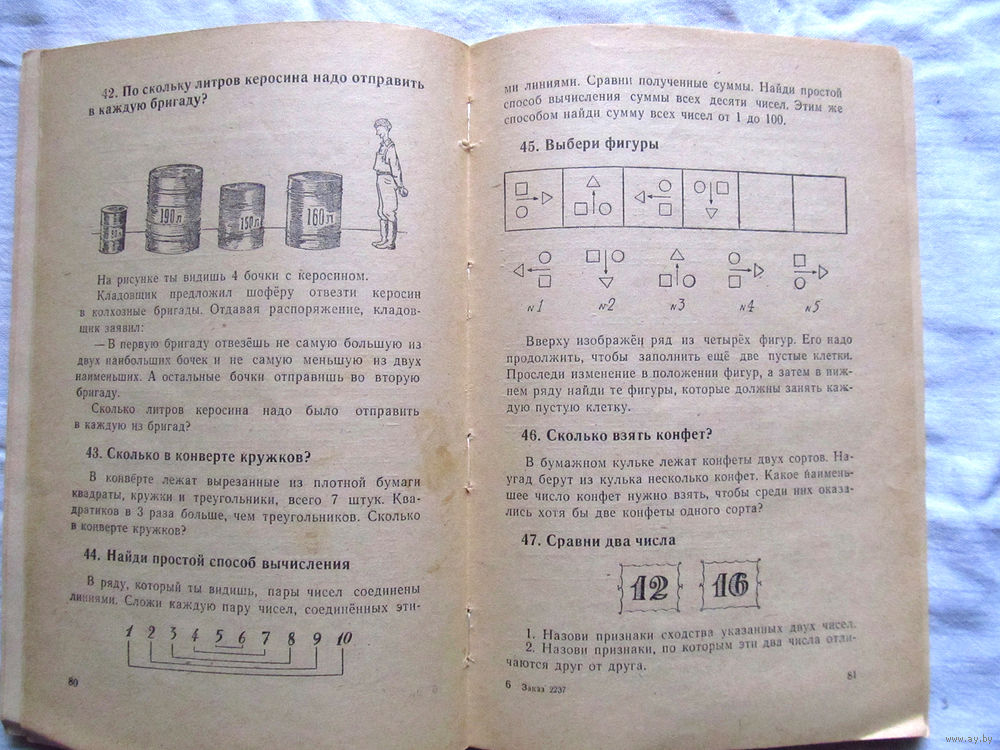 42. По скольку литров керосина надо отправить
в каждую бригаду?
190 л
150 л
160 л
На рисунке ты видишь 4 бочки с керосином.
Кладовщик предложил шофёру отвезти керосин
в колхозные бригады. Отдавая распоряжение, кладов-
щик заявил:
— В первую бригаду отвезёшь не самую большую из
двух наибольших бочек и не самую меньшую из двух
наименьших. А остальные бочки отправишь во вторую
бригаду.
Сколько литров керосина надо было отправить
в каждую из бригад?
43. Сколько в конверте кружков?
В конверте лежат вырезанные из плотной бумаги
квадраты, кружки и треугольники, всего 7 штук. Ква-
дратиков в 3 раза больше, чем треугольников. Сколько
в конверте кружков?
44. Найди простой способ вычисления
В ряду, который ты видишь, пары чисел соединены
линиями. Сложи каждую пару чисел, соединённых эти-
1 2 3 4 5 6 7 8 9 10
80
ми линиями. Сравни полученные суммы. Найди простой
способ вычисления суммы всех десяти чисел. Этим же
способом найди сумму всех чисел от 1 до 100.
45. Выбери фигуры
№1 №2 №3 №4 №5
Вверху изображён ряд из четырёх фигур. Его надо
продолжить, чтобы заполнить ещё две пустые клетки.
Проследи изменение в положении фигур, а затем в ниж-
нем ряду найди те фигуры, которые должны занять каж-
дую пустую клетку.
46. Сколько взять конфет?
В бумажном кульке лежат конфеты двух сортов. На-
угад берут из кулька несколько конфет. Какое наимень-
шее число конфет нужно взять, чтобы среди них оказа-
лись хотя бы две конфеты одного сорта?
47. Сравни два числа
12 16
1. Назови признаки сходства указанных двух чисел.
2. Назови признаки, по которым эти два числа отли-
чаются друг от друга.
6 Заказ 2237
81
www.ay.by